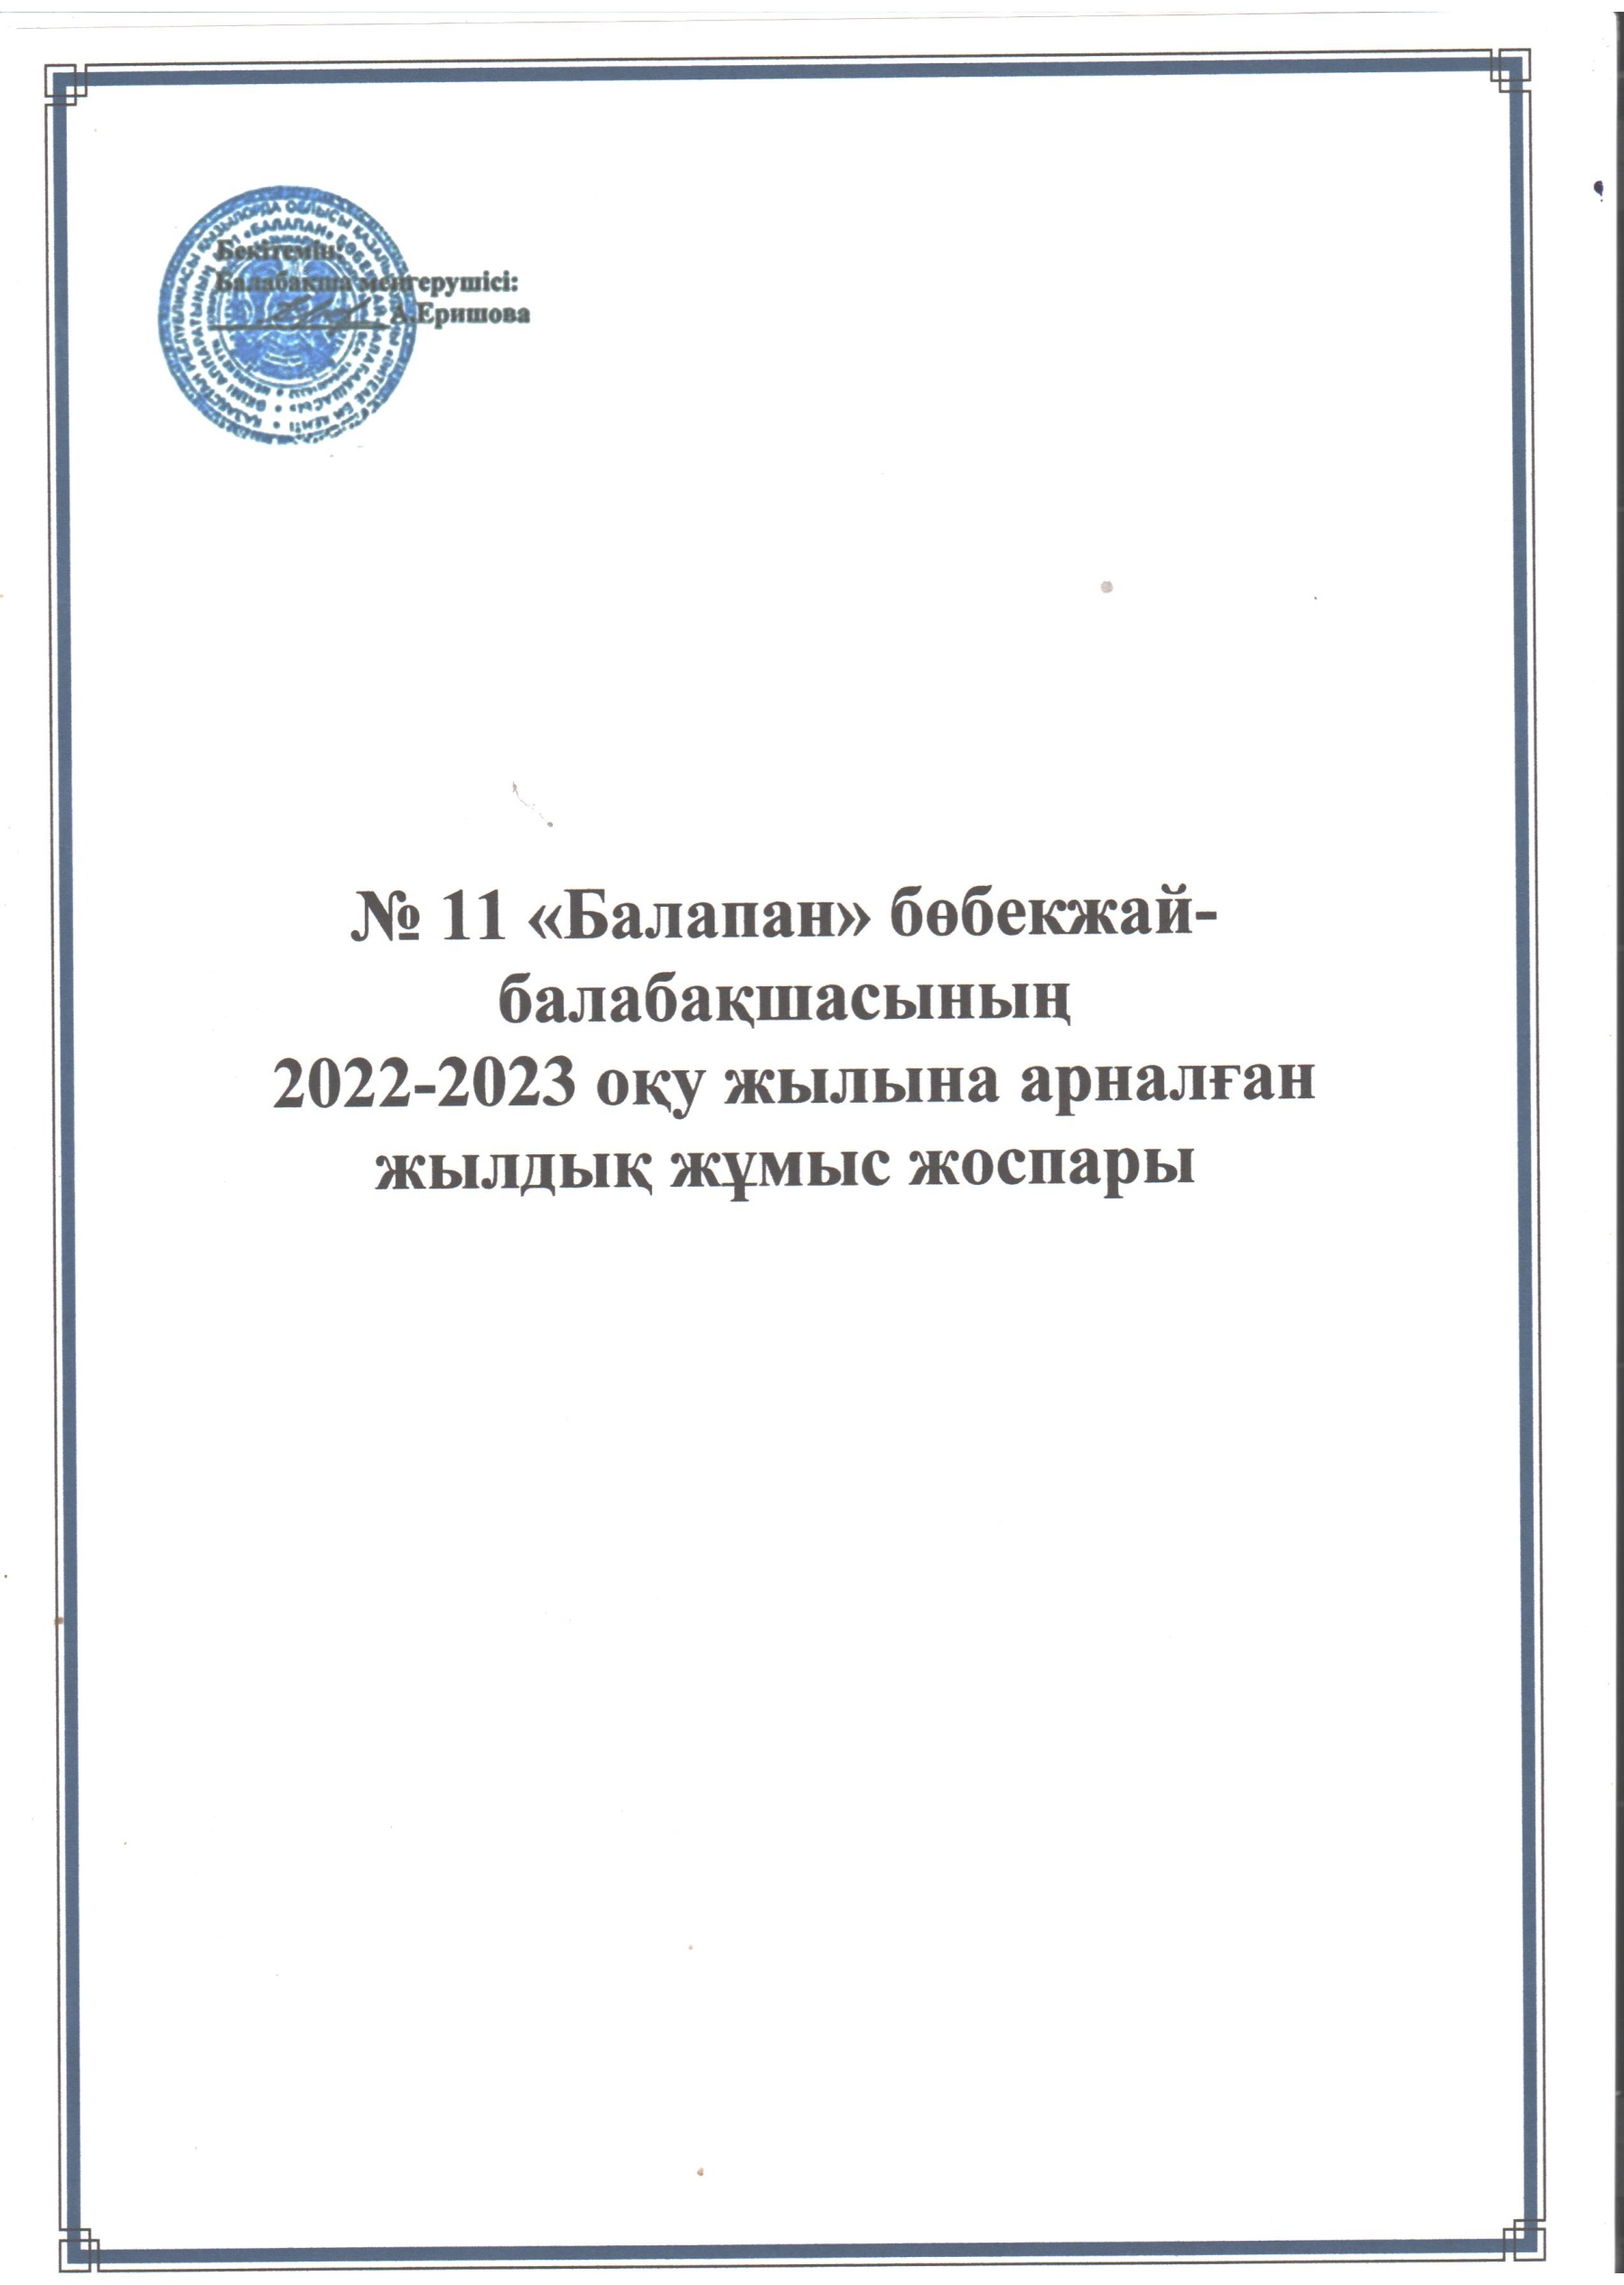 Бекітемін:
Балабақша меңгерушісі:
А.Еришова
№ 11 «Балапан» бөбекжай-
балабақшасының
2022-2023 оқу жылына арналған
жылдық жұмыс жоспары